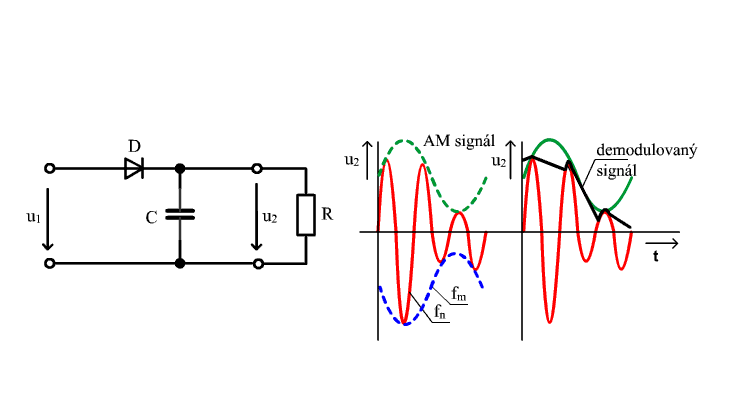 D
u1
C
u2
R
u2
AM signál
fm
fn
u2
demodulovaný
signál
t